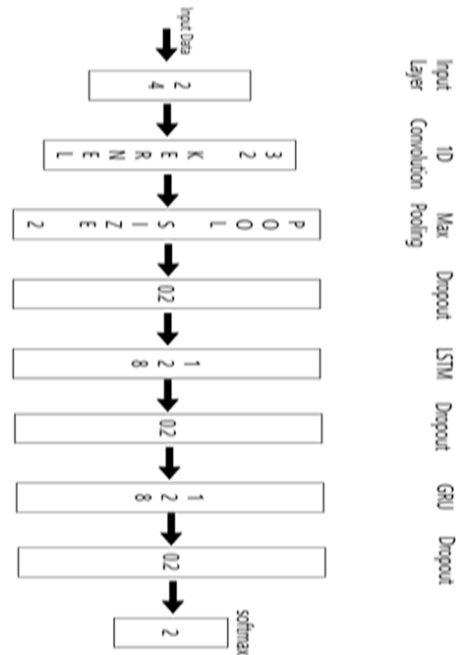 Input Layer
1D Convolution
Max Pooling
Dropout
LSTM
Dropout
GRU
Dropout
Input Data
24
32 KERNEL
POOL SIZE 2
0.2
128
0.2
128
0.2
2
softmax